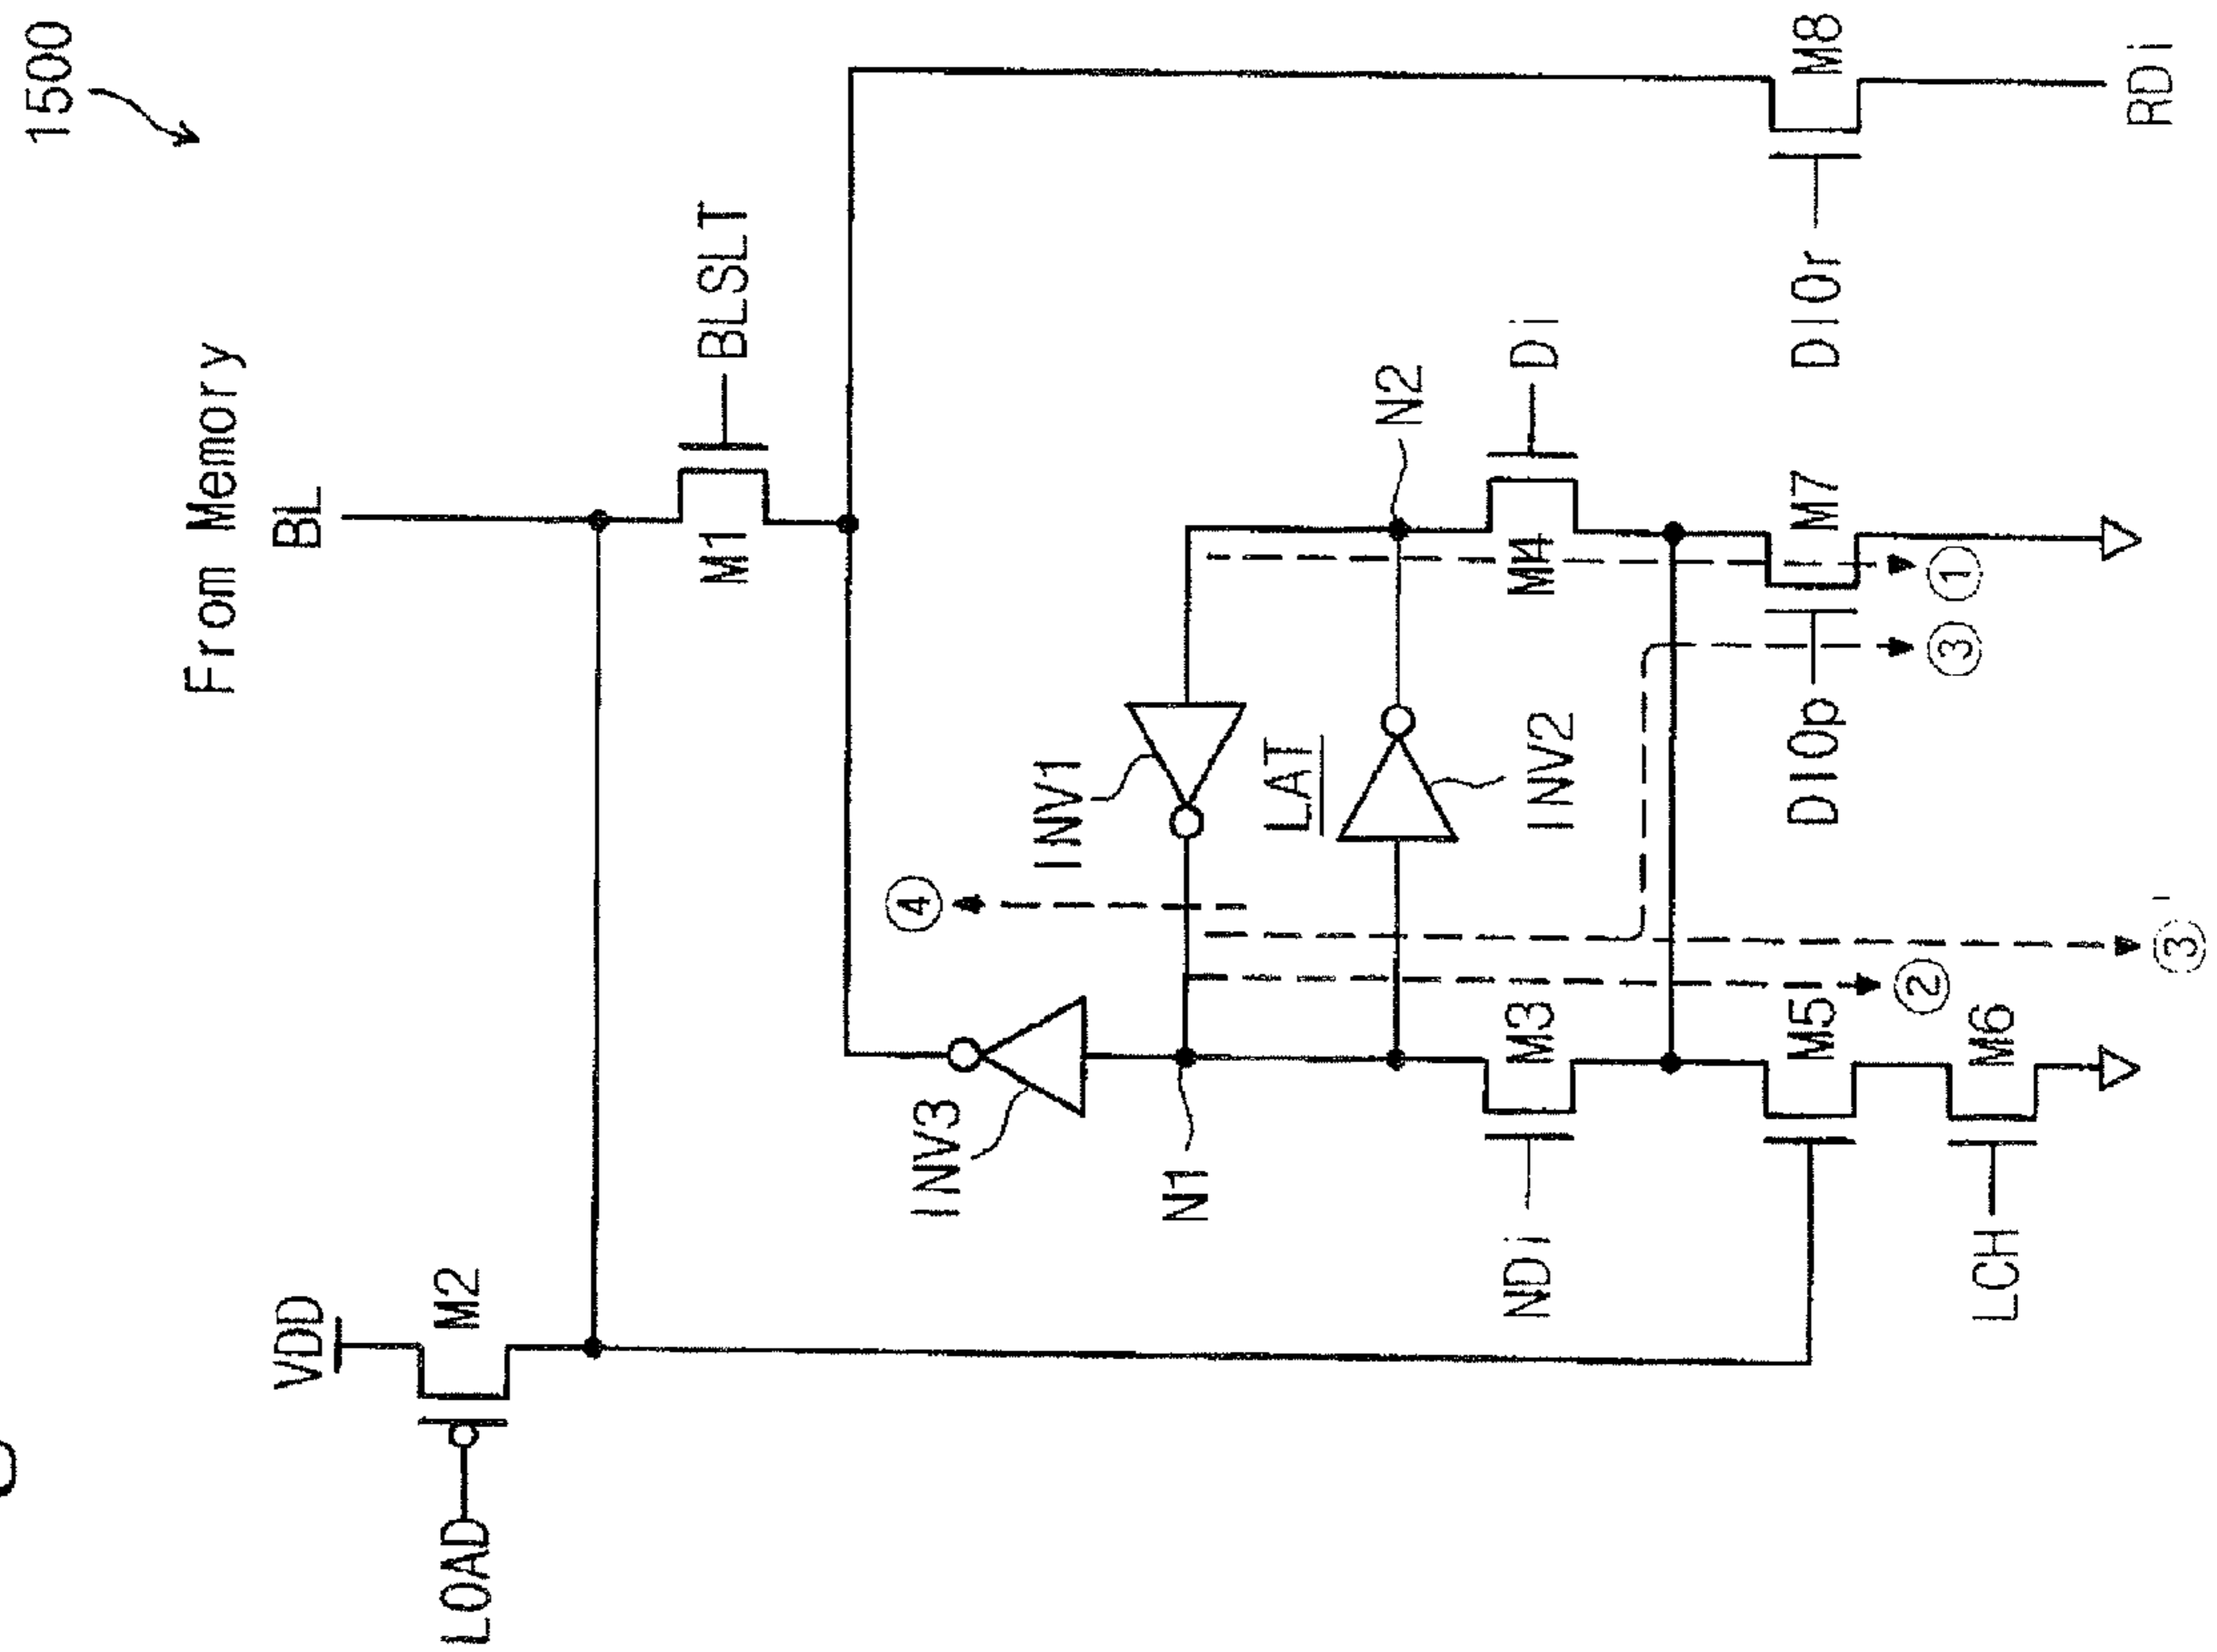 1500
From Memory
BL
VDD
M2
LOAD
M1
BLSLT
INV3
INV1
LAT
INV2
N1
N2
④
NDi
M3
M4
Di
M5
M6
LCH
DIOp
M7
DIOr
M8
RDi
①
③
②
③'